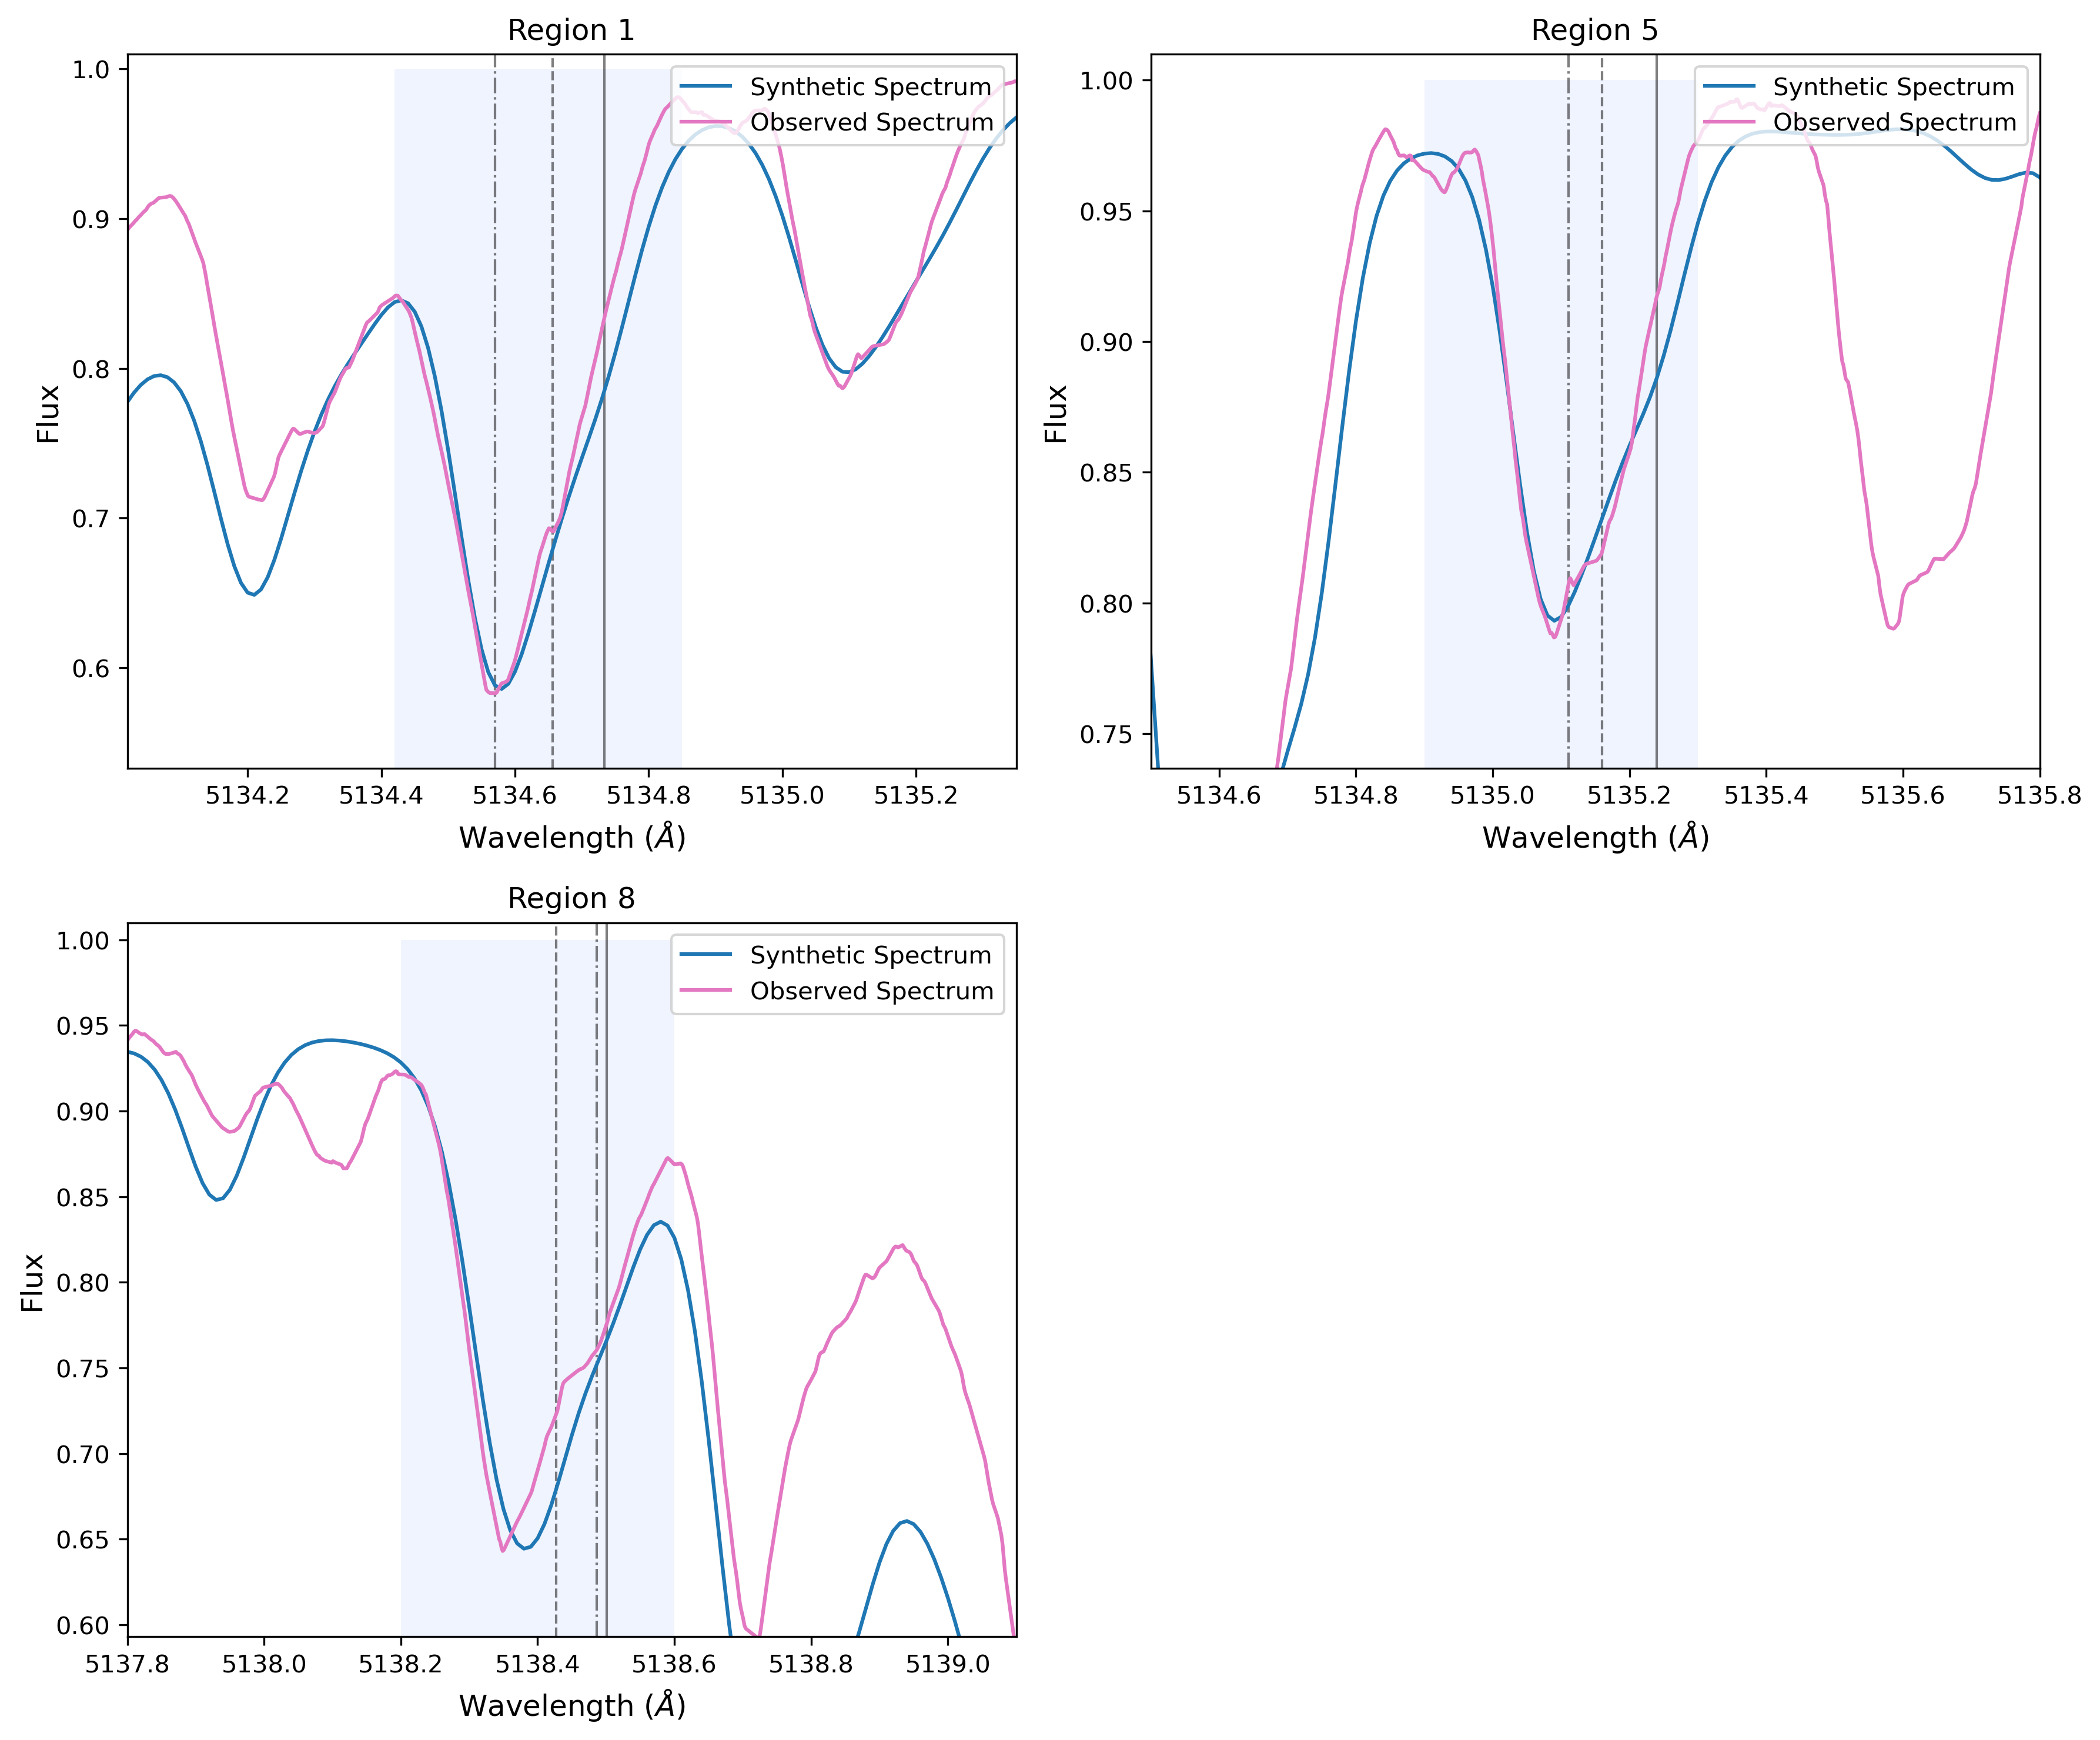 Region 1
Synthetic Spectrum
Observed Spectrum
1.0
0.9
0.8
0.7
0.6
Flux
5134.2 5134.4 5134.6 5134.8 5135.0 5135.2
Wavelength (Å)
Region 5
Synthetic Spectrum
Observed Spectrum
1.00
0.95
0.90
0.85
0.80
0.75
Flux
5134.6 5134.8 5135.0 5135.2 5135.4 5135.6 5135.8
Wavelength (Å)
Region 8
Synthetic Spectrum
Observed Spectrum
1.00
0.95
0.90
0.85
0.80
0.75
0.70
0.65
0.60
Flux
5137.8 5138.0 5138.2 5138.4 5138.6 5138.8 5139.0
Wavelength (Å)